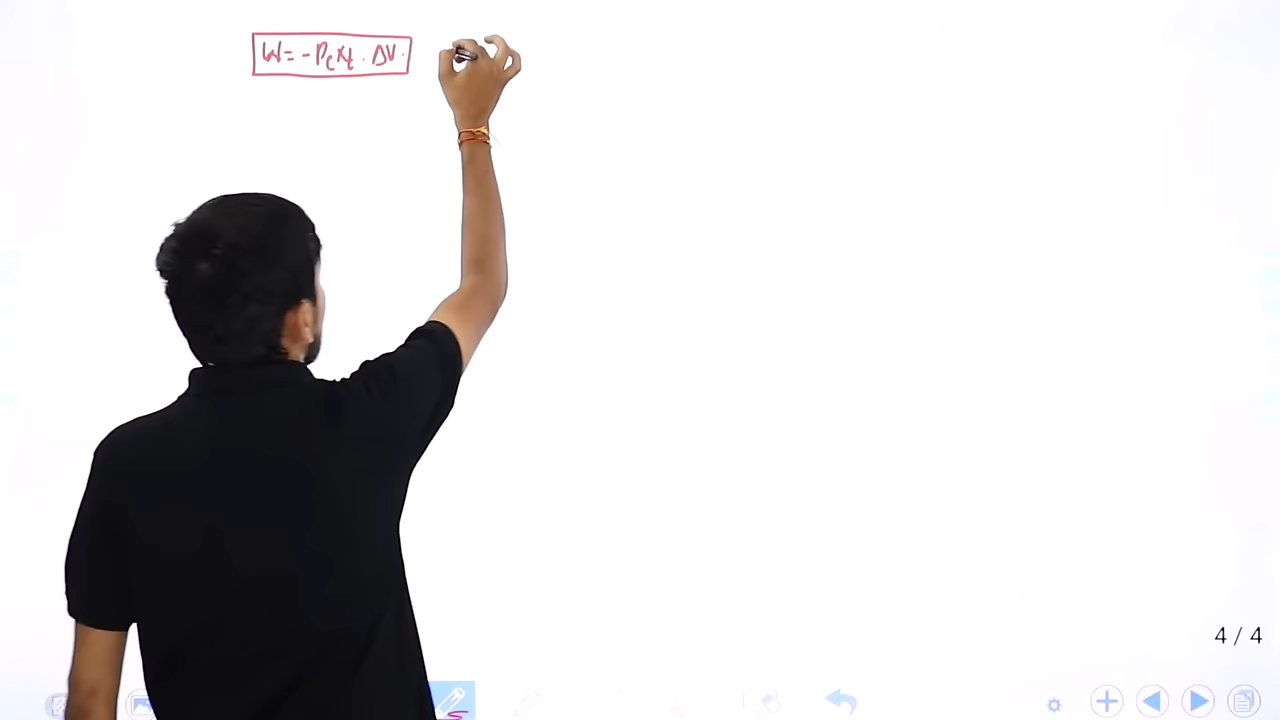 W = - Pext . ΔV.
4 / 4